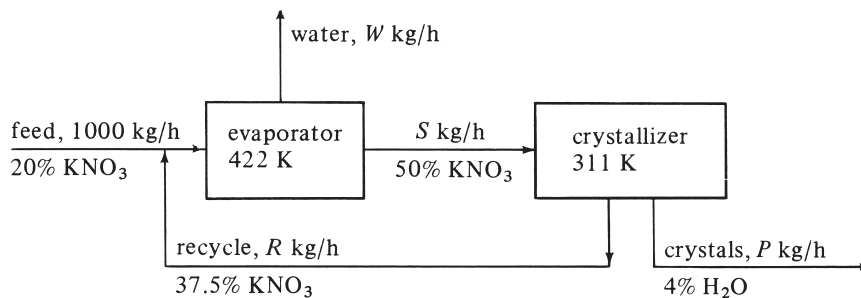 water, W kg/h
feed, 1000 kg/h
20% KNO₃
evaporator
422 K
S kg/h
50% KNO₃
crystallizer
311 K
recycle, R kg/h
37.5% KNO₃
crystals, P kg/h
4% H₂O